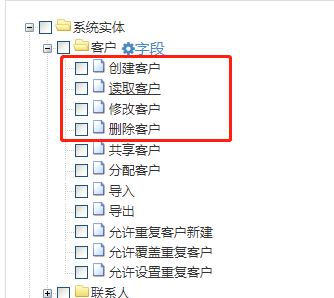 系统实体
客户 字段
创建客户
读取客户
修改客户
删除客户
共享客户
分配客户
导入
导出
允许重复客户新建
允许覆盖重复客户
允许设置重复客户
联系人